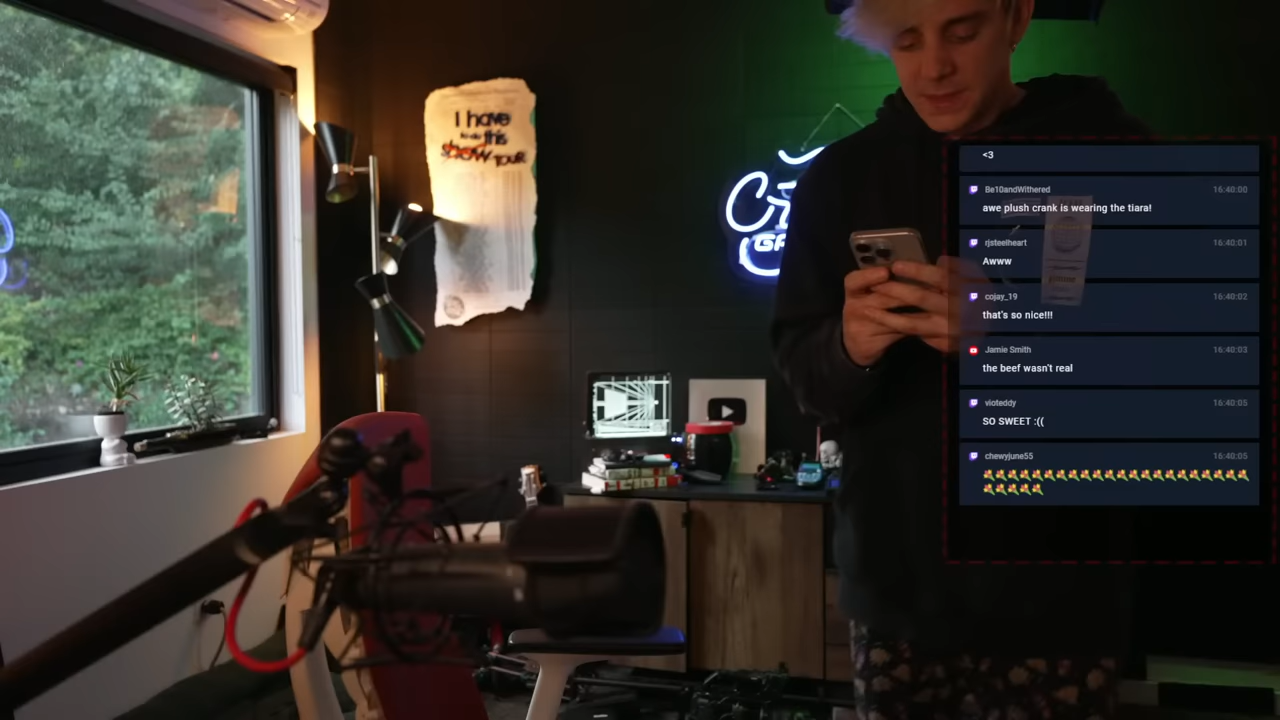 I have
to do this
SHOW TOUR
<3
Be10andWithered 16:40:00
awe plush crank is wearing the tiara!
rjsteelheart 16:40:01
Awww
cojay_19 16:40:02
that's so nice!!!
Jamie Smith 16:40:03
the beef wasn't real
vioteddy 16:40:05
SO SWEET :((
chewyjune55 16:40:05